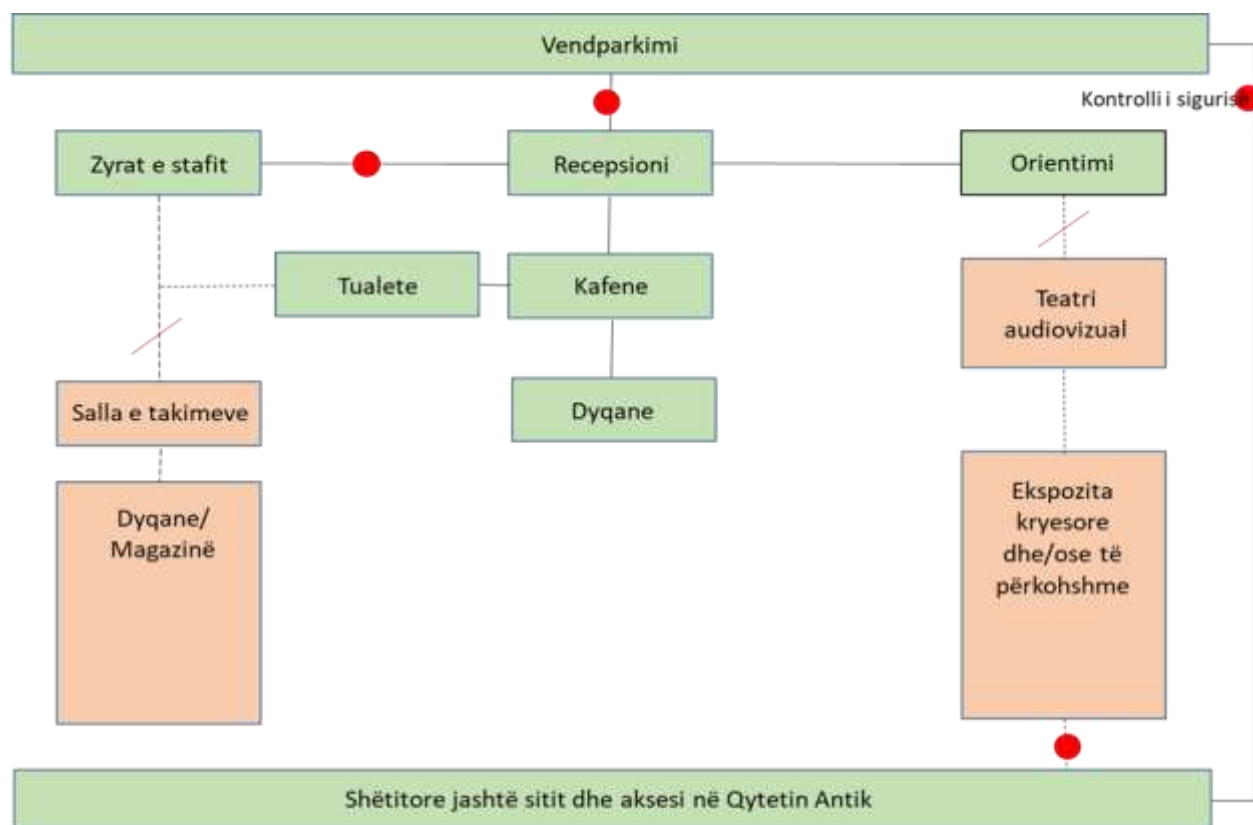 Vendparkimi
Kontrolli i sigurisë
Zyrat e stafit
Recepsioni
Orientimi
Tualete
Kafene
Teatri
audiovizual
Salla e takimeve
Dyqane
Dyqane/
Magazinë
Ekspozita
kryesore
dhe/ose të
përkohshme
Shëtitore jashtë sitit dhe aksesi në Qytetin Antik